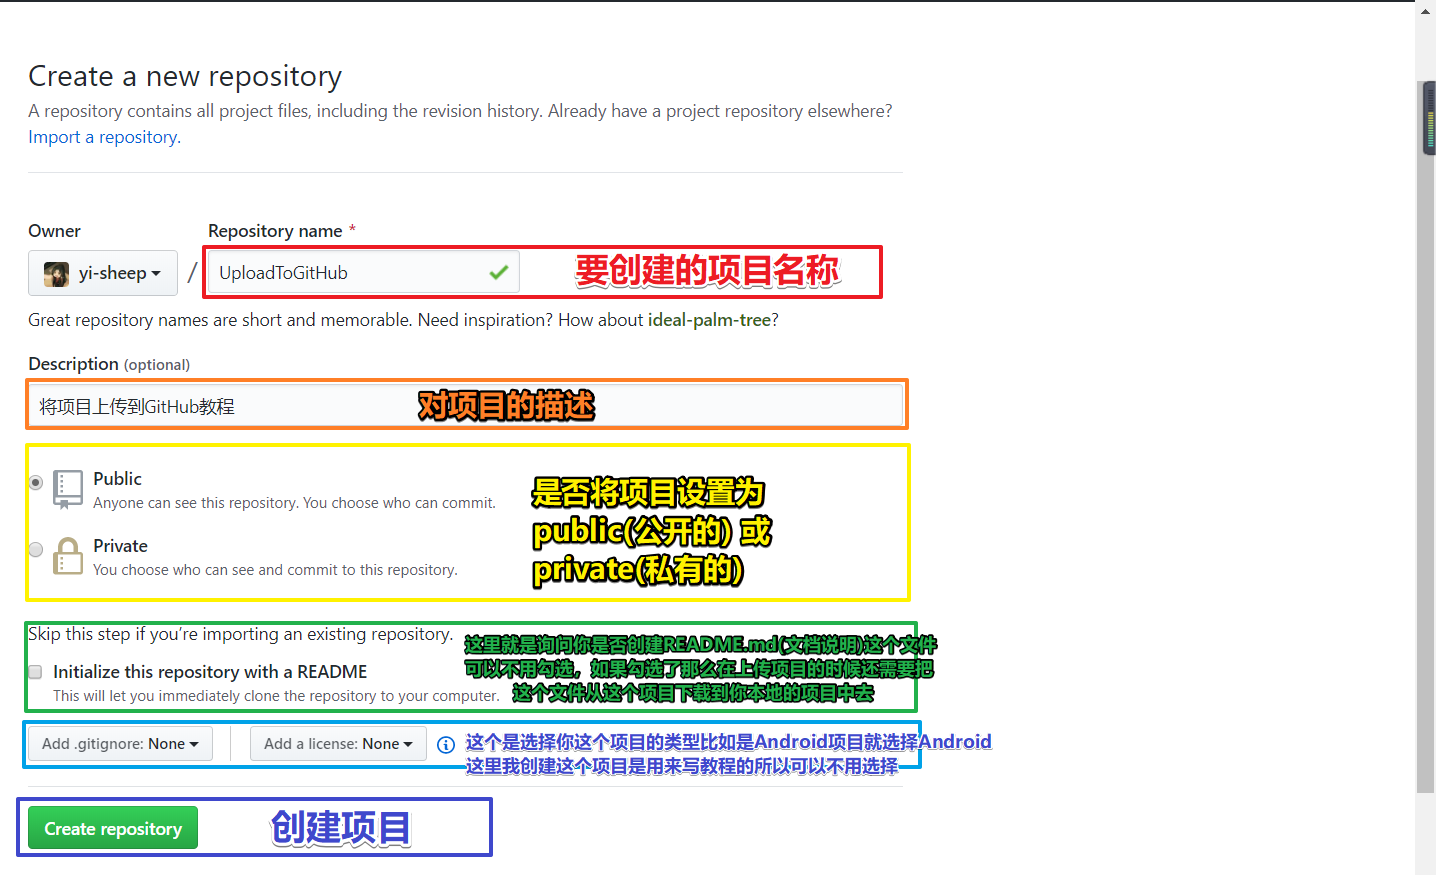 Create a new repository
A repository contains all project files, including the revision history. Already have a project repository elsewhere?
Import a repository.
Owner
Repository name *
yi-sheep
/
UploadToGitHub
要创建的项目名称
Great repository names are short and memorable. Need inspiration? How about ideal-palm-tree?
Description (optional)
将项目上传到GitHub教程
对项目的描述
Public
Anyone can see this repository. You choose who can commit.
Private
You choose who can see and commit to this repository.
是否将项目设置为
public(公开的) 或
private(私有的)
Skip this step if you’re importing an existing repository.
Initialize this repository with a README
This will let you immediately clone the repository to your computer.
这里就是询问你是否创建README.md(文档说明)这个文件
可以不用勾选，如果勾选了那么在上传项目的时候还需要把
这个文件从这个项目下载到你本地的项目中去
Add .gitignore: None
Add a license: None
这个是选择你这个项目的类型比如是Android项目就选择Android
这里我创建这个项目是用来写教程的所以可以不用选择
Create repository
创建项目